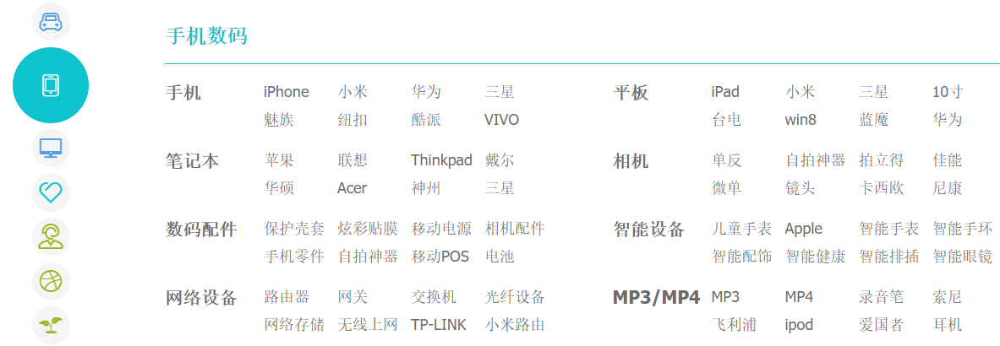 手机数码
手机 iPhone 小米 华为 三星
魅族 纽扣 酷派 VIVO
平板 iPad 小米 三星 10寸
台电 win8 蓝魔 华为
笔记本 苹果 联想 Thinkpad 戴尔
华硕 Acer 神州 三星
相机 单反 自拍神器 拍立得 佳能
微单 镜头 卡西欧 尼康
数码配件 保护壳套 炫彩贴膜 移动电源 相机配件
手机零件 自拍神器 移动POS 电池
智能设备 儿童手表 Apple 智能手表 智能手环
智能配饰 智能健康 智能排插 智能眼镜
网络设备 路由器 网关 交换机 光纤设备
网络存储 无线上网 TP-LINK 小米路由
MP3/MP4 MP3 MP4 录音笔 索尼
飞利浦 ipod 爱国者 耳机